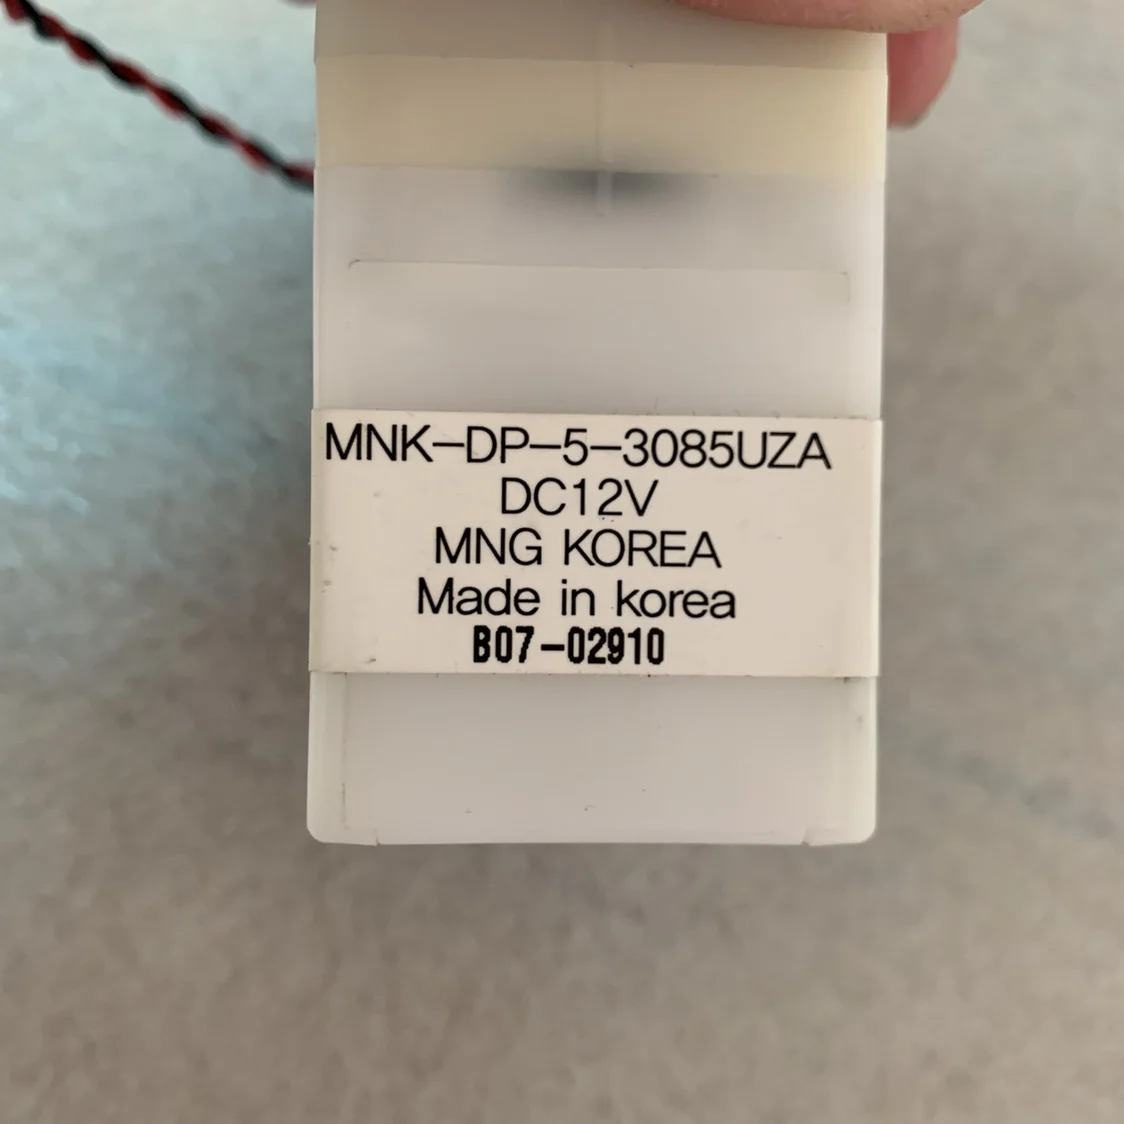 MNK-DP-5-3085UZA
DC12V
MNG KOREA
Made in korea
B07-02910